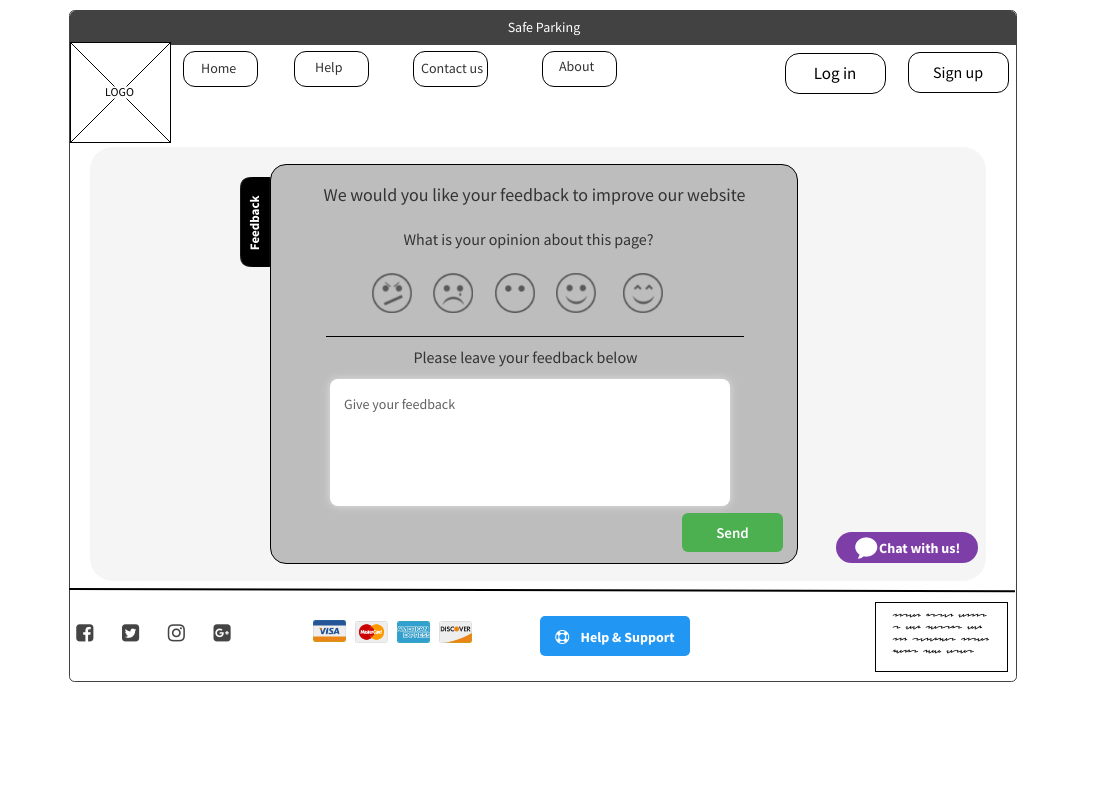 Safe Parking
LOGO
Home
Help
Contact us
About
Log in
Sign up
Feedback
We would you like your feedback to improve our website
What is your opinion about this page?
Please leave your feedback below
Give your feedback
Send
Chat with us!
VISA
MasterCard
AMERICAN EXPRESS
DISCOVER
Help & Support